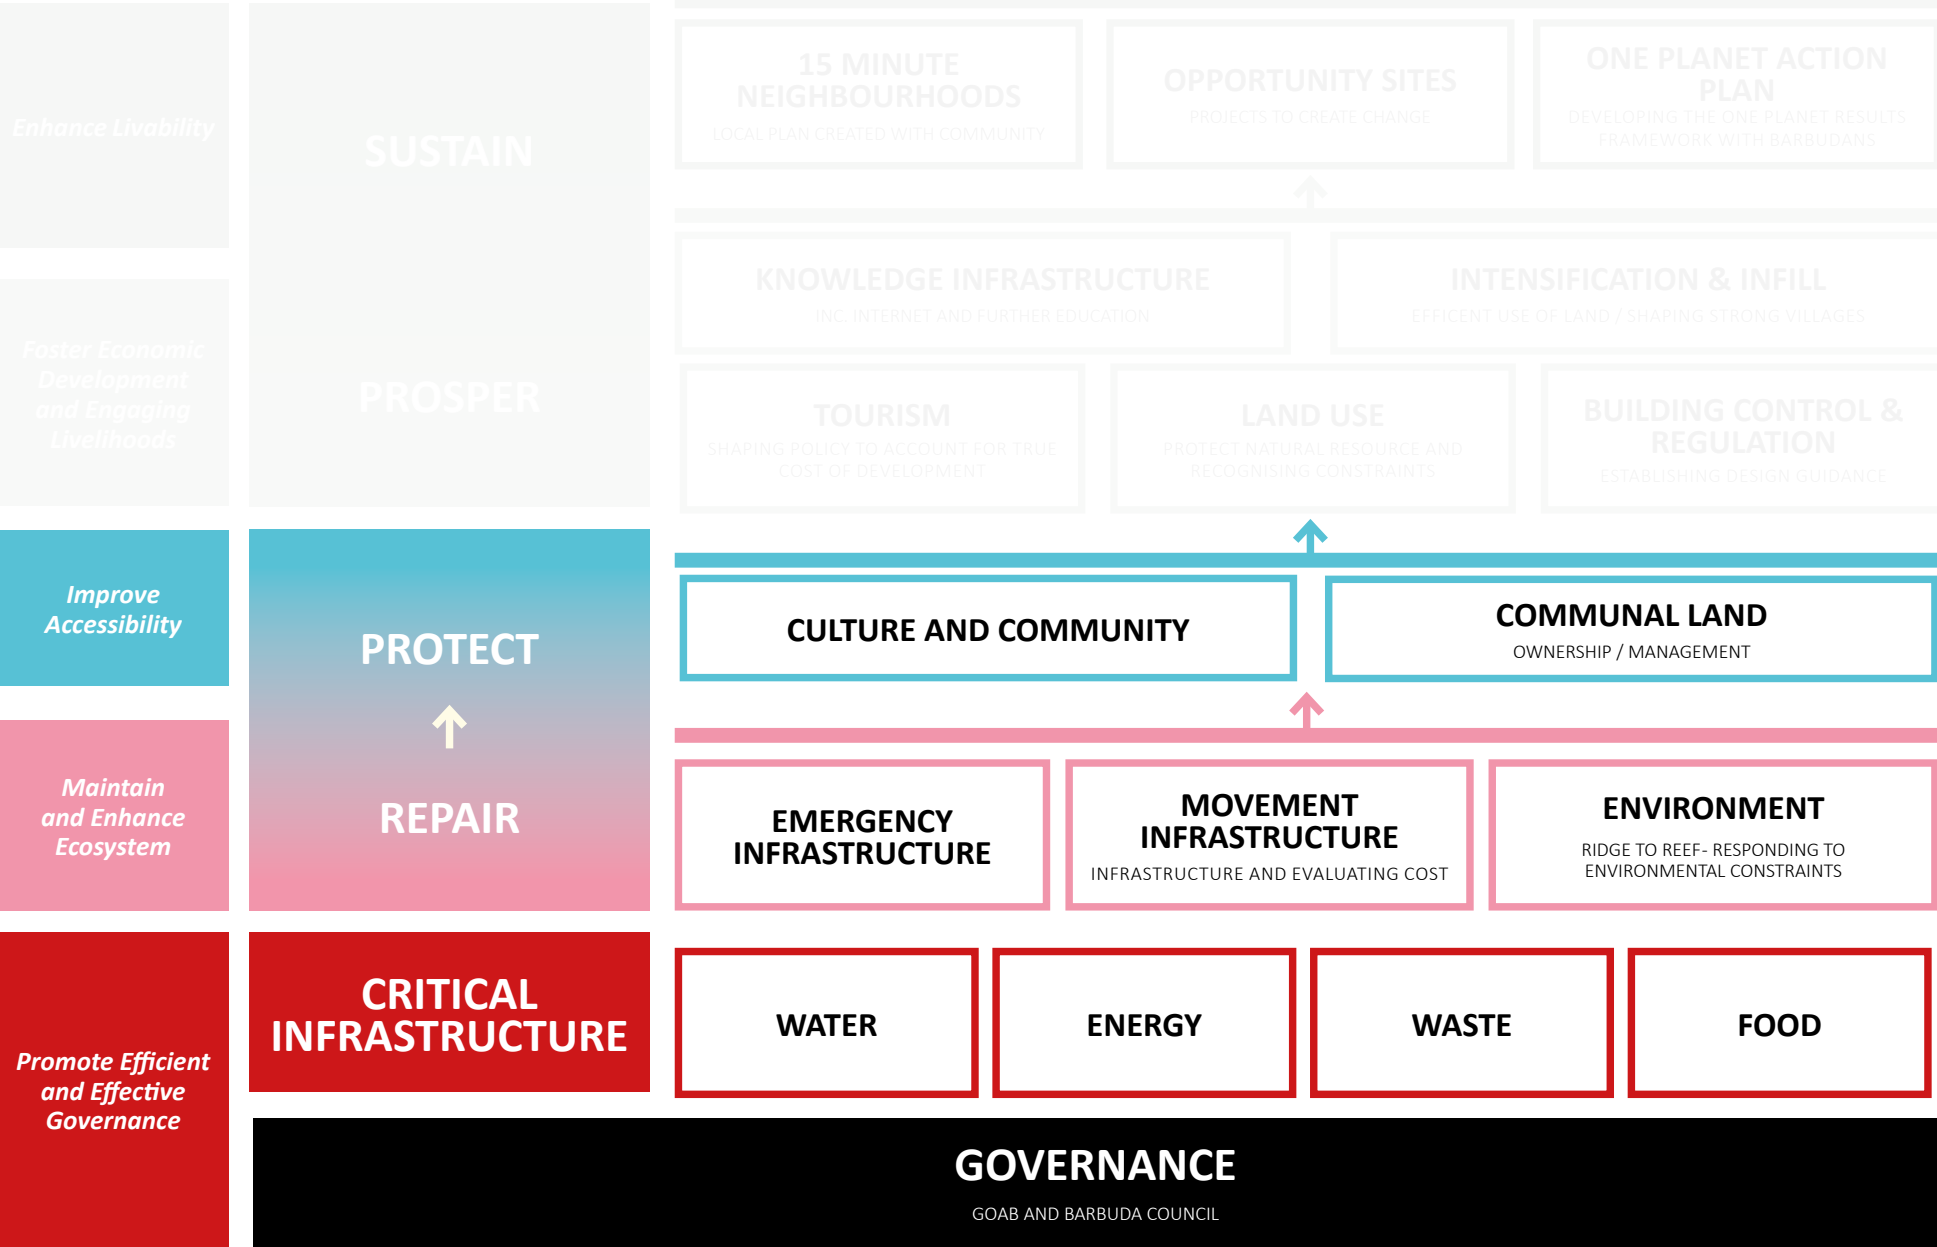 Enhance Livability
SUSTAIN
15 MINUTE
NEIGHBOURHOODS
LOCAL PLAN CREATED WITH COMMUNITY
OPPORTUNITY SITES
PROJECTS TO CREATE CHANGE
ONE PLANET ACTION
PLAN
DEVELOPING THE ONE PLANET RESULTS
FRAMEWORK WITH BARBUDANS
KNOWLEDGE INFRASTRUCTURE
INC. INTERNET AND FURTHER EDUCATION
INTENSIFICATION & INFILL
EFFICENT USE OF LAND / SHAPING STRONG VILLAGES
Foster Economic
Development
and Engaging
Livelihoods
PROSPER
TOURISM
SHAPING POLICY TO ACCOUNT FOR TRUE
COST OF DEVELOPMENT
LAND USE
PROTECT NATURAL RESOURCE AND
RECOGNISING CONSTRAINTS
BUILDING CONTROL &
REGULATION
ESTABLISHING DESIGN GUIDANCE
Improve
Accessibility
PROTECT
CULTURE AND COMMUNITY
COMMUNAL LAND
OWNERSHIP / MANAGEMENT
Maintain
and Enhance
Ecosystem
REPAIR
EMERGENCY
INFRASTRUCTURE
MOVEMENT
INFRASTRUCTURE
INFRASTRUCTURE AND EVALUATING COST
ENVIRONMENT
RIDGE TO REEF- RESPONDING TO
ENVIRONMENTAL CONSTRAINTS
Promote Efficient
and Effective
Governance
CRITICAL
INFRASTRUCTURE
WATER
ENERGY
WASTE
FOOD
GOVERNANCE
GOAB AND BARBUDA COUNCIL